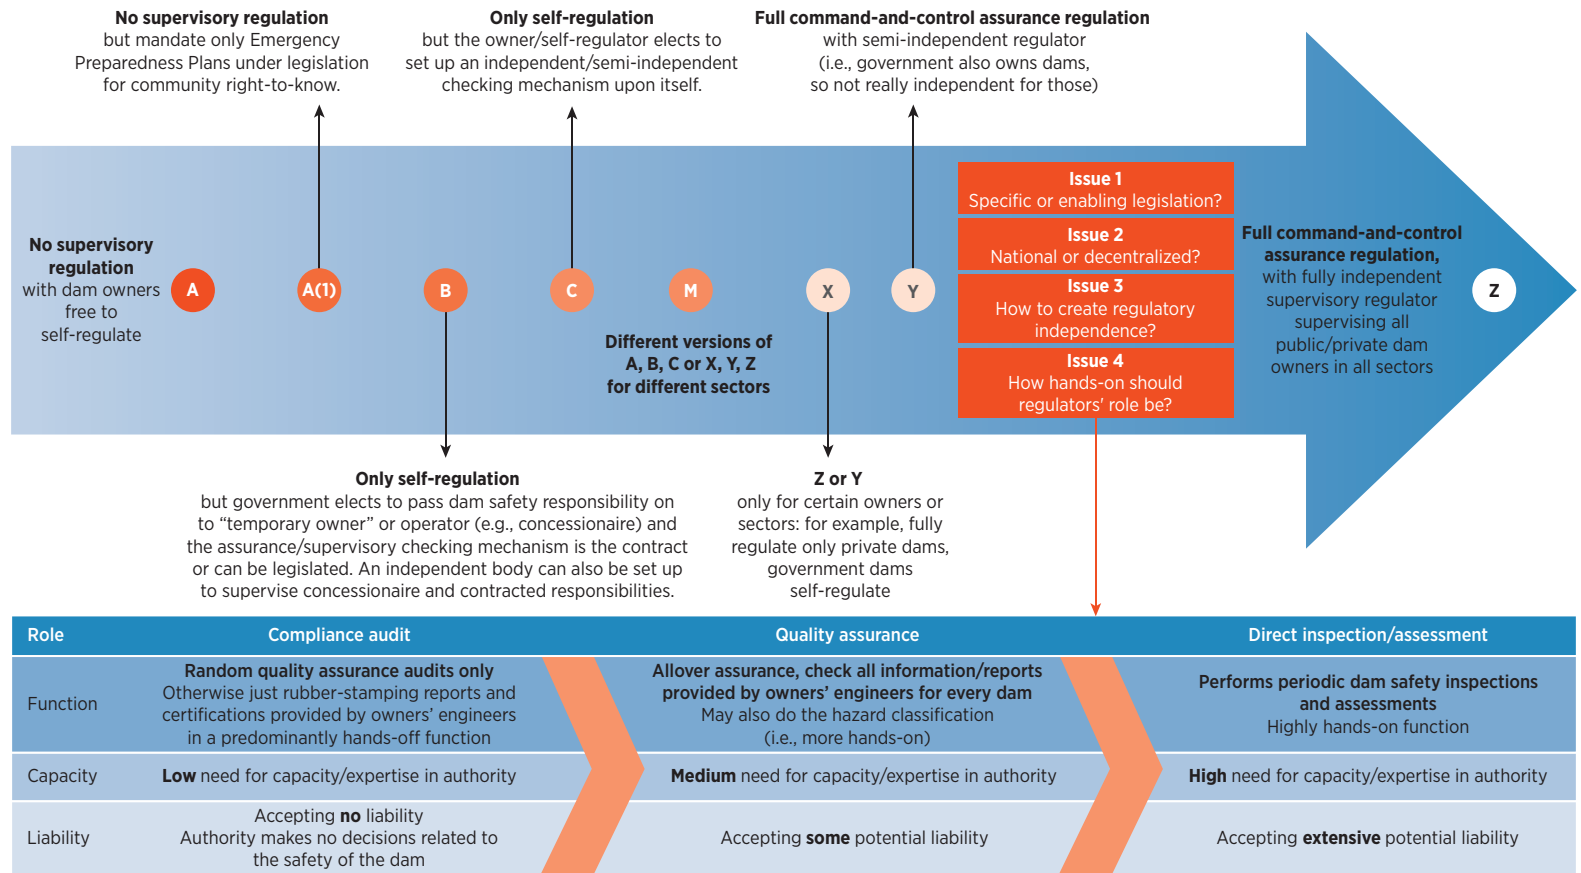 No supervisory regulation
but mandate only Emergency
Preparedness Plans under legislation
for community right-to-know.
Only self-regulation
but the owner/self-regulator elects to
set up an independent/semi-independent
checking mechanism upon itself.
Full command-and-control assurance regulation
with semi-independent regulator
(i.e., government also owns dams,
so not really independent for those)
No supervisory
regulation
with dam owners
free to
self-regulate
A
A(1)
B
C
M
Different versions of
A, B, C or X, Y, Z
for different sectors
X
Y
Issue 1
Specific or enabling legislation?
Issue 2
National or decentralized?
Issue 3
How to create regulatory
independence?
Issue 4
How hands-on should
regulators' role be?
Full command-and-control
assurance regulation,
with fully independent
supervisory regulator
supervising all
public/private dam
owners in all sectors
Z
Only self-regulation
but government elects to pass dam safety responsibility on
to “temporary owner” or operator (e.g., concessionaire) and
the assurance/supervisory checking mechanism is the contract
or can be legislated. An independent body can also be set up
to supervise concessionaire and contracted responsibilities.
Z or Y
only for certain owners or
sectors: for example, fully
regulate only private dams,
government dams
self-regulate
Role
Compliance audit
Quality assurance
Direct inspection/assessment
Function
Random quality assurance audits only
Otherwise just rubber-stamping reports and
certifications provided by owners’ engineers
in a predominantly hands-off function
Allover assurance, check all information/reports
provided by owners’ engineers for every dam
May also do the hazard classification
(i.e., more hands-on)
Performs periodic dam safety inspections
and assessments
Highly hands-on function
Capacity
Low need for capacity/expertise in authority
Medium need for capacity/expertise in authority
High need for capacity/expertise in authority
Liability
Accepting no liability
Authority makes no decisions related to
the safety of the dam
Accepting some potential liability
Accepting extensive potential liability